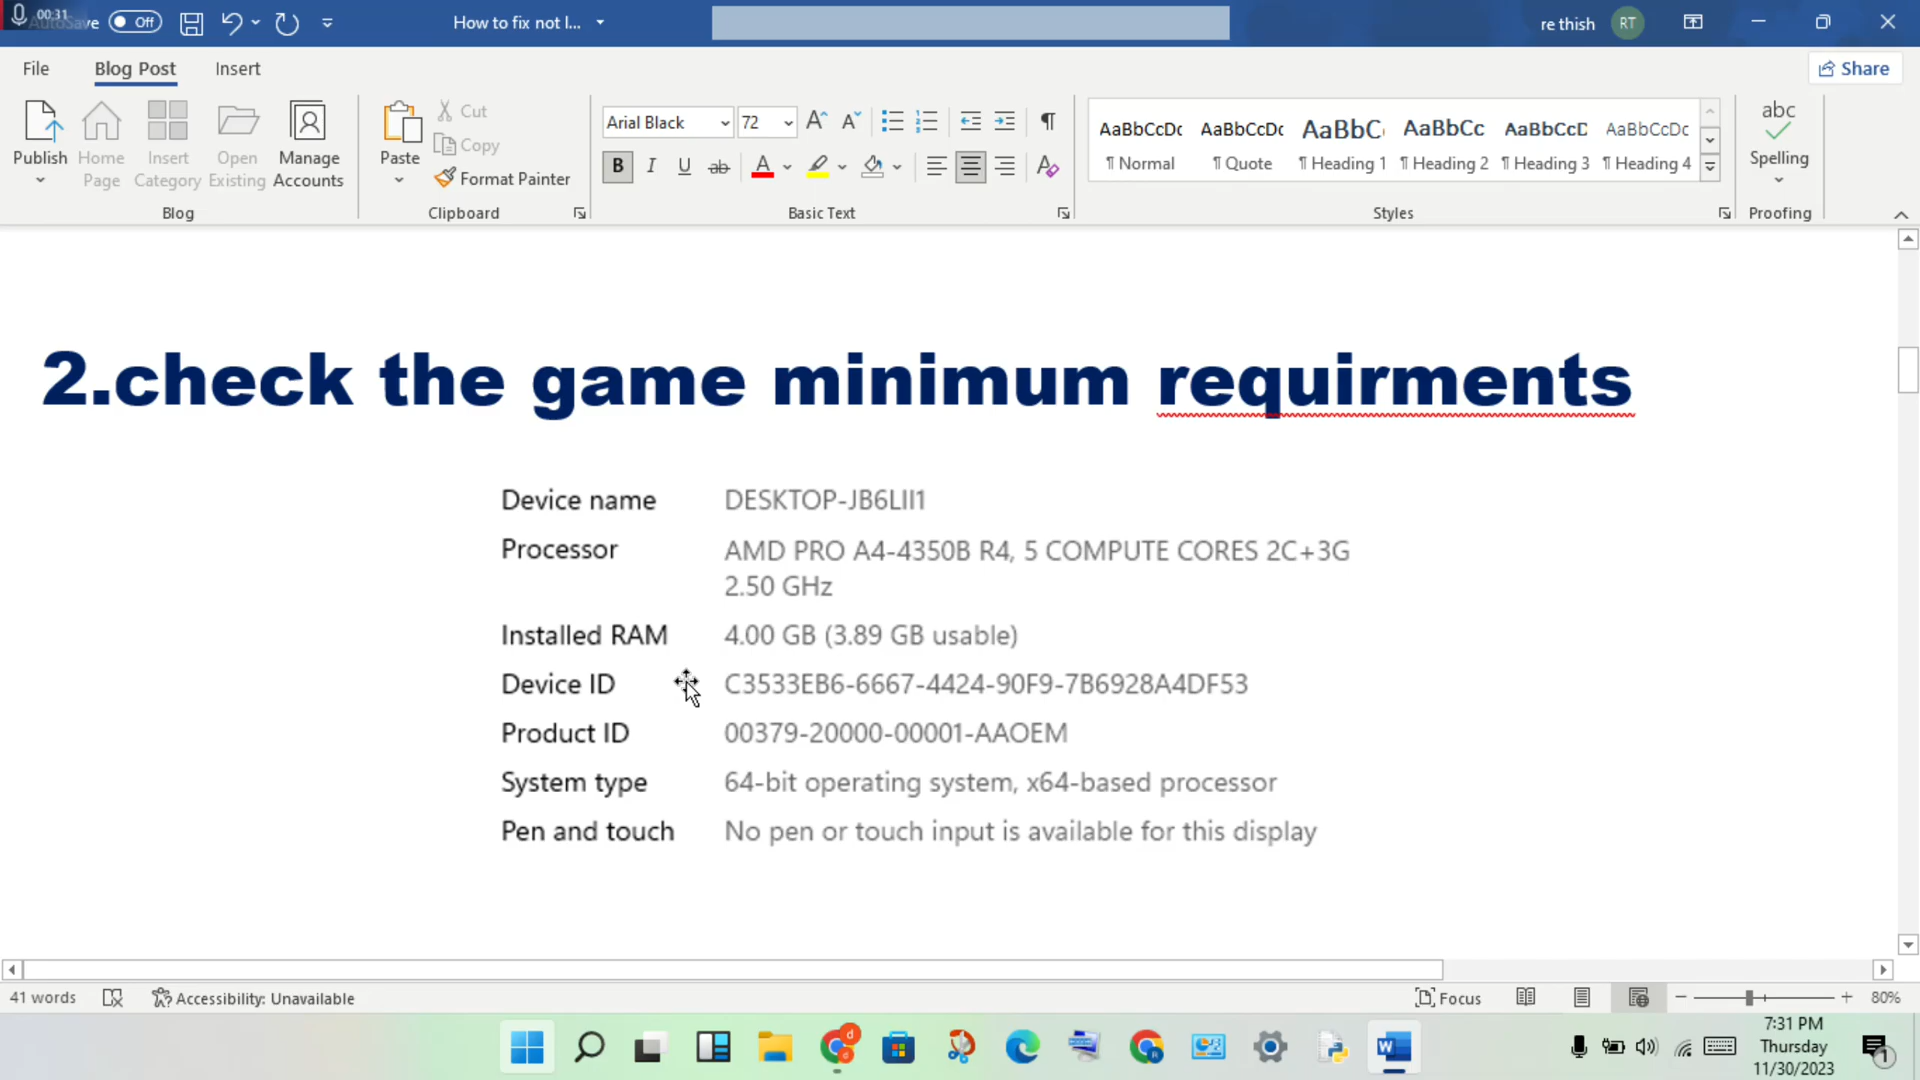 00:31
Off
How to fix not l...
re thish
RT
File
Blog Post
Insert
Share
Publish
Home Page
Insert Category
Open Existing
Manage Accounts
Blog
Paste
Cut
Copy
Format Painter
Clipboard
Arial Black
72
B
I
U
ab
A
Basic Text
AaBbCcDc
¶ Normal
AaBbCcDc
¶ Quote
AaBbC
¶ Heading 1
AaBbCc
¶ Heading 2
AaBbCcD
¶ Heading 3
AaBbCcDc
¶ Heading 4
Styles
abc
Spelling
Proofing
2.check the game minimum requirments
Device name DESKTOP-JB6LII1
Processor AMD PRO A4-4350B R4, 5 COMPUTE CORES 2C+3G
2.50 GHz
Installed RAM 4.00 GB (3.89 GB usable)
Device ID C3533EB6-6667-4424-90F9-7B6928A4DF53
Product ID 00379-20000-00001-AAOEM
System type 64-bit operating system, x64-based processor
Pen and touch No pen or touch input is available for this display
41 words
Accessibility: Unavailable
Focus
80%
7:31 PM
Thursday
11/30/2023
1